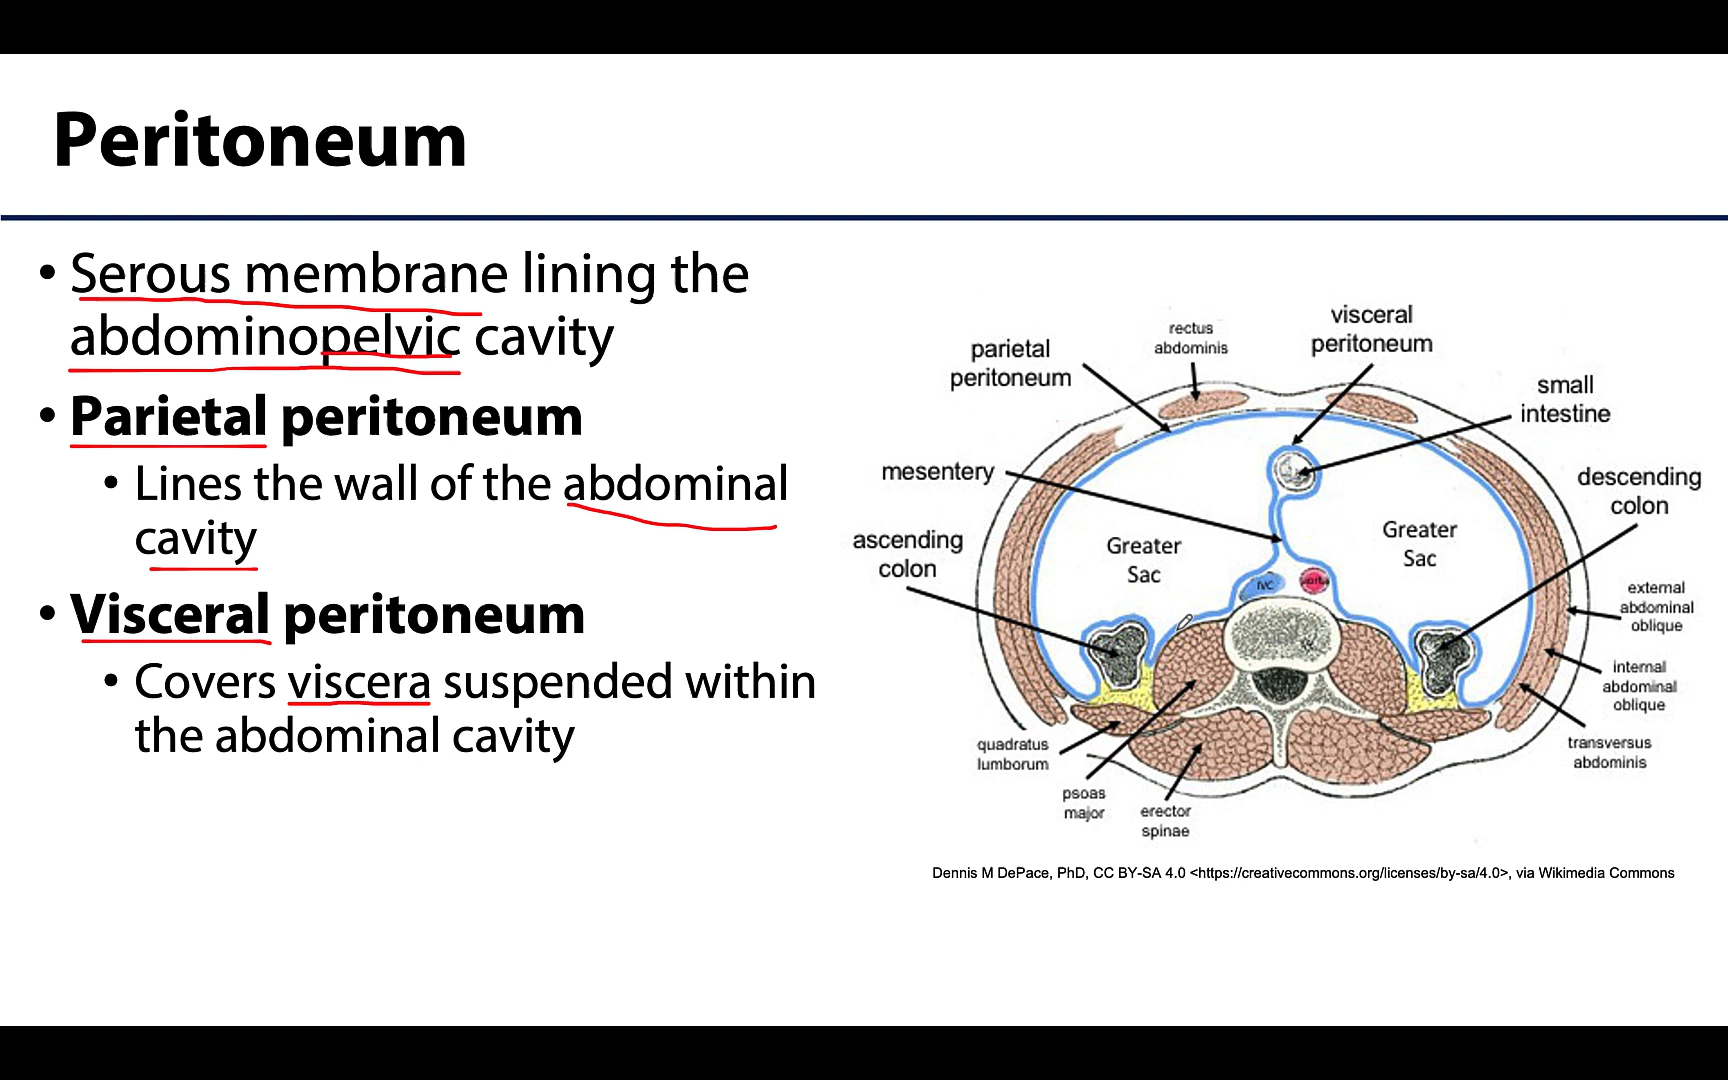 Peritoneum
• Serous membrane lining the
abdominopelvic cavity
• Parietal peritoneum
• Lines the wall of the abdominal
cavity
• Visceral peritoneum
• Covers viscera suspended within
the abdominal cavity
parietal
peritoneum
rectus
abdominis
visceral
peritoneum
small
intestine
mesentery
descending
colon
ascending
colon
Greater
Sac
Greater
Sac
IVC
aorta
external
abdominal
oblique
internal
abdominal
oblique
transversus
abdominis
quadratus
lumborum
psoas
major
erector
spinae
Dennis M DePace, PhD, CC BY-SA 4.0 <https://creativecommons.org/licenses/by-sa/4.0>, via Wikimedia Commons